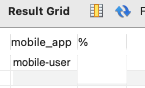 Result Grid
mobile_app %
mobile-user